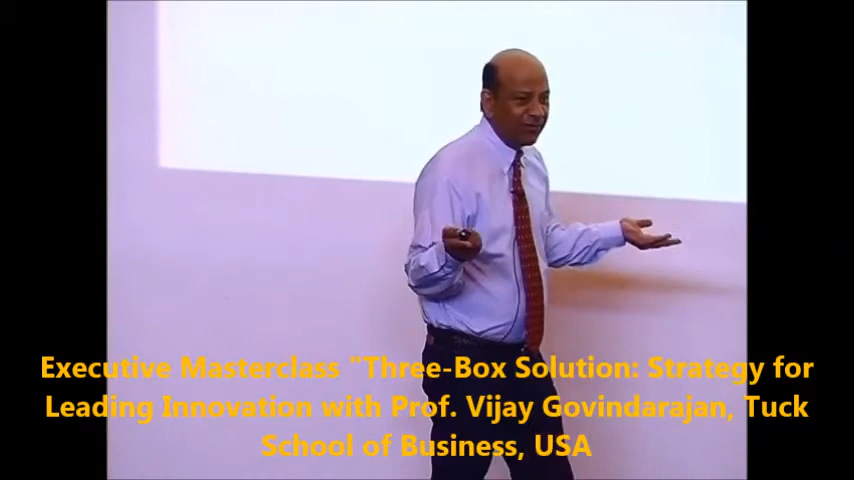 Executive Masterclass "Three-Box Solution: Strategy for
Leading Innovation with Prof. Vijay Govindarajan, Tuck
School of Business, USA